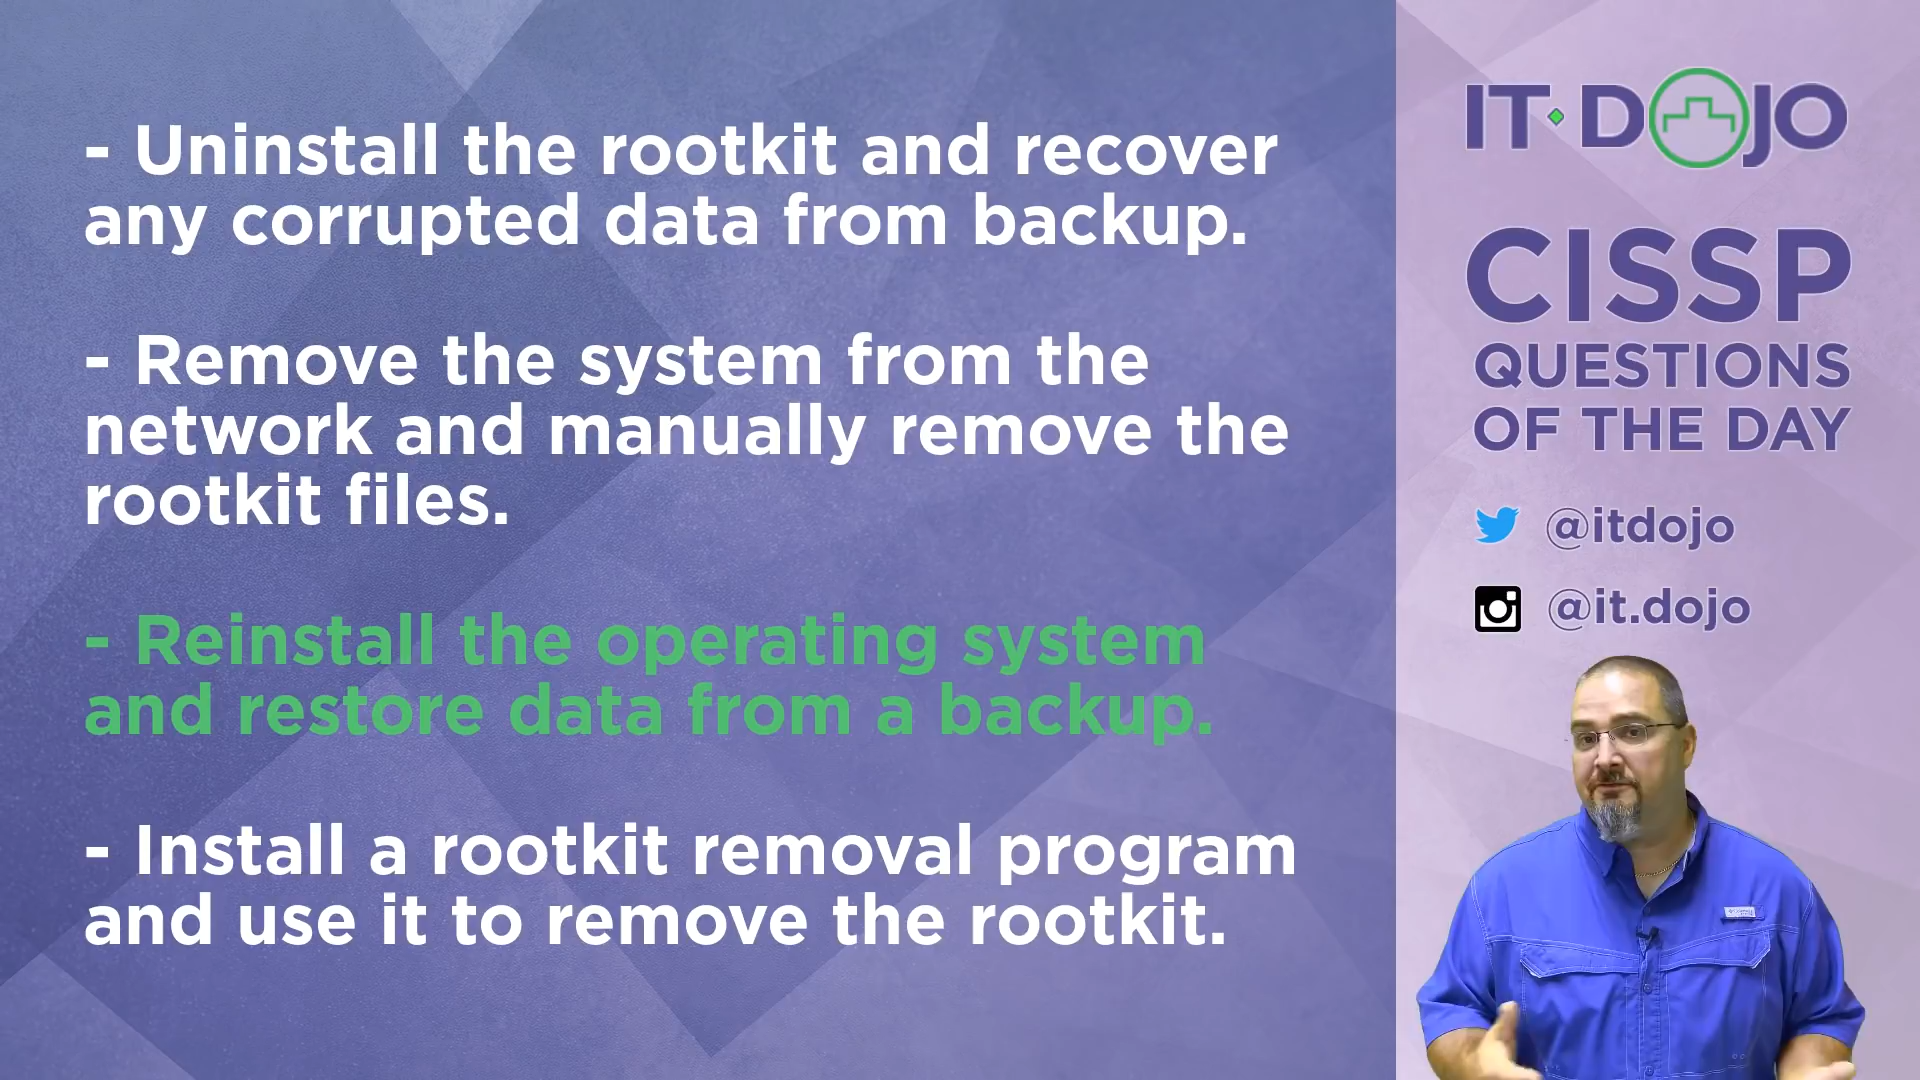 - Uninstall the rootkit and recover
any corrupted data from backup.
- Remove the system from the
network and manually remove the
rootkit files.
- Reinstall the operating system
and restore data from a backup.
- Install a rootkit removal program
and use it to remove the rootkit.
IT DOJO
CISSP
QUESTIONS
OF THE DAY
@itdojo
@it.dojo